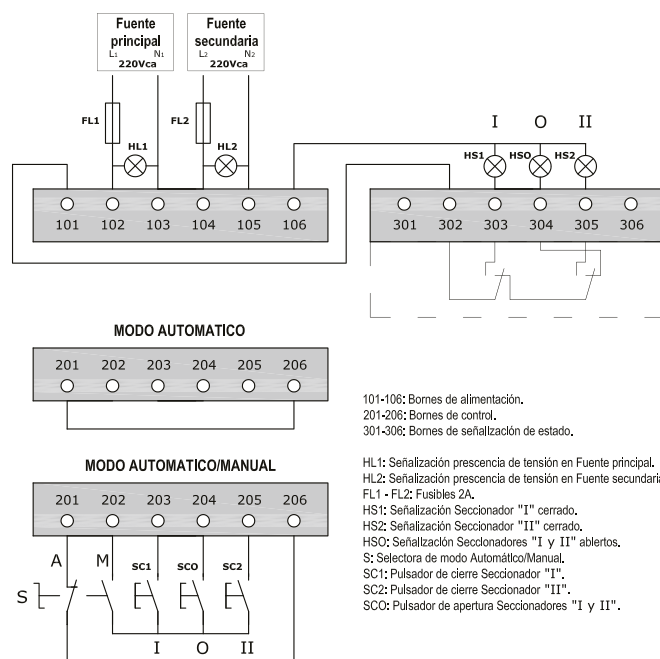 Fuente principal
L1 N1
220Vca
Fuente secundaria
L2 N2
220Vca
FL1
HL1
FL2
HL2
I O II
HS1 HSO HS2
101 102 103 104 105 106
301 302 303 304 305 306
MODO AUTOMATICO
201 202 203 204 205 206
MODO AUTOMATICO/MANUAL
201 202 203 204 205 206
A M SC1 SCO SC2
S
I O II
101-106: Bornes de alimentación.
201-206: Bornes de control.
301-306: Bornes de señalización de estado.
HL1: Señalización prescencia de tensión en Fuente principal.
HL2: Señalización prescencia de tensión en Fuente secundaria
FL1 - FL2: Fusibles 2A.
HS1: Señalización Seccionador "I" cerrado.
HS2: Señalización Seccionador "II" cerrado.
HSO: Señalización Seccionadores "I y II" abiertos.
S: Selectora de modo Automático/Manual.
SC1: Pulsador de cierre Seccionador "I".
SC2: Pulsador de cierre Seccionador "II".
SCO: Pulsador de apertura Seccionadores "I y II".